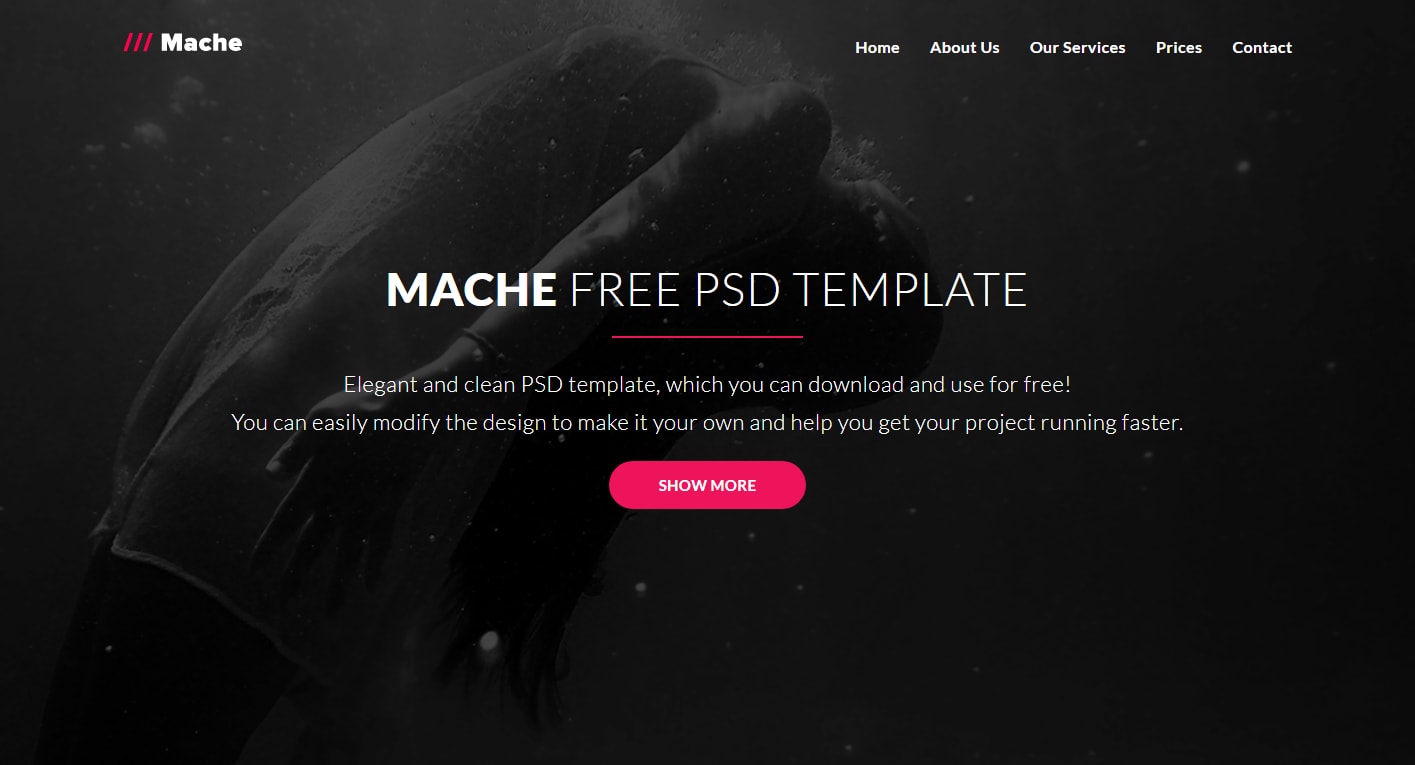 /// Mache
Home About Us Our Services Prices Contact
MACHE FREE PSD TEMPLATE
Elegant and clean PSD template, which you can download and use for free!
You can easily modify the design to make it your own and help you get your project running faster.
SHOW MORE